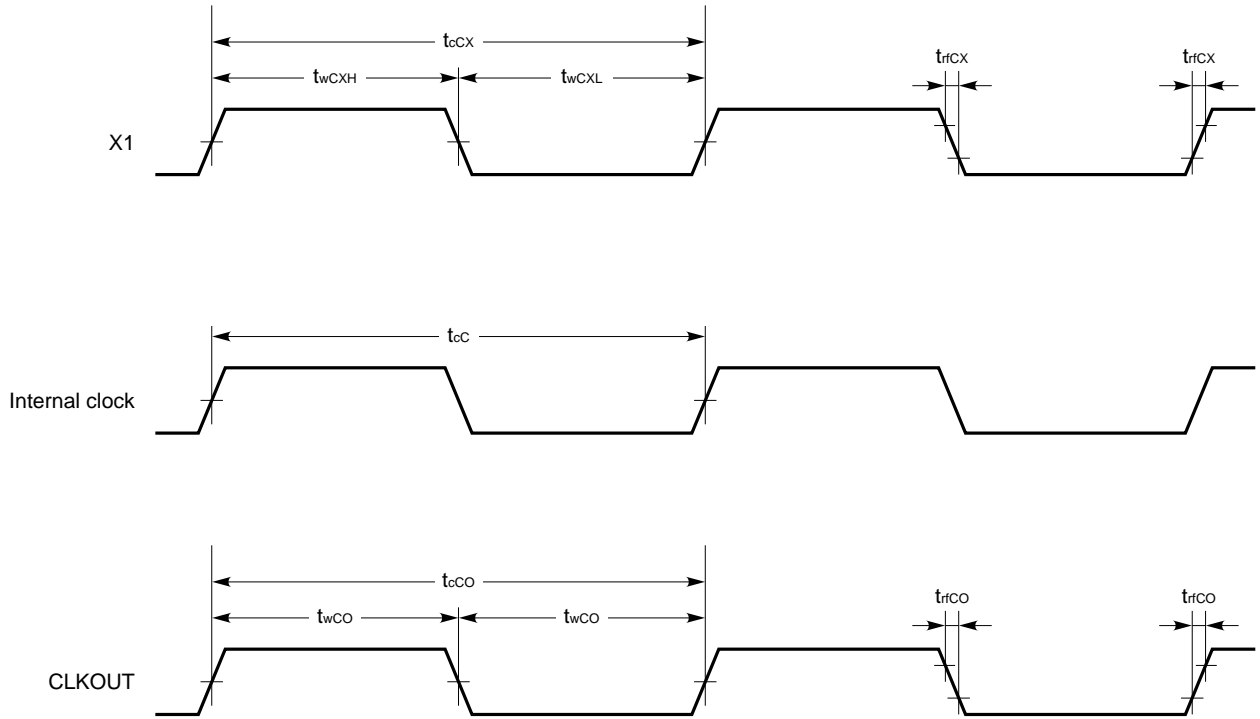 tcCX
twCXH twCXL trfCX trfCX
X1
tcC
Internal clock
tcCO
twCO twCO trfCO trfCO
CLKOUT